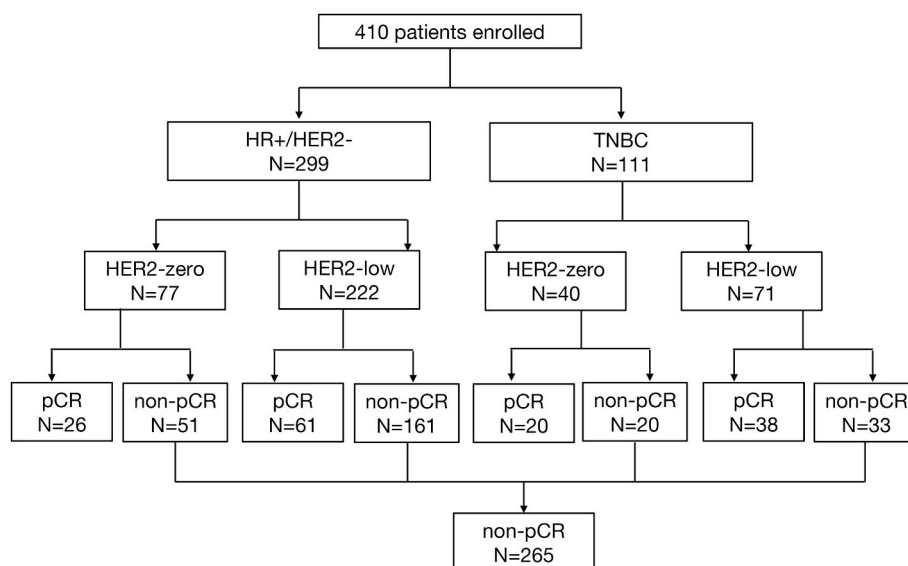 410 patients enrolled
HR+/HER2-
N=299
TNBC
N=111
HER2-zero
N=77
HER2-low
N=222
HER2-zero
N=40
HER2-low
N=71
pCR
N=26
non-pCR
N=51
pCR
N=61
non-pCR
N=161
pCR
N=20
non-pCR
N=20
pCR
N=38
non-pCR
N=33
non-pCR
N=265